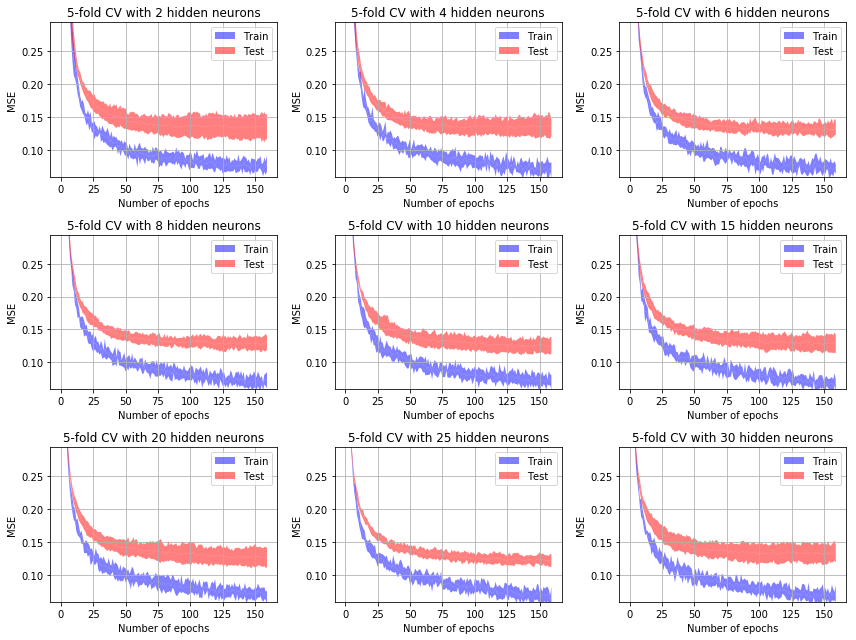 5-fold CV with 2 hidden neurons
MSE
0.25
0.20
0.15
0.10
Train
Test
0 25 50 75 100 125 150
Number of epochs
5-fold CV with 4 hidden neurons
MSE
0.25
0.20
0.15
0.10
Train
Test
0 25 50 75 100 125 150
Number of epochs
5-fold CV with 6 hidden neurons
MSE
0.25
0.20
0.15
0.10
Train
Test
0 25 50 75 100 125 150
Number of epochs
5-fold CV with 8 hidden neurons
MSE
0.25
0.20
0.15
0.10
Train
Test
0 25 50 75 100 125 150
Number of epochs
5-fold CV with 10 hidden neurons
MSE
0.25
0.20
0.15
0.10
Train
Test
0 25 50 75 100 125 150
Number of epochs
5-fold CV with 15 hidden neurons
MSE
0.25
0.20
0.15
0.10
Train
Test
0 25 50 75 100 125 150
Number of epochs
5-fold CV with 20 hidden neurons
MSE
0.25
0.20
0.15
0.10
Train
Test
0 25 50 75 100 125 150
Number of epochs
5-fold CV with 25 hidden neurons
MSE
0.25
0.20
0.15
0.10
Train
Test
0 25 50 75 100 125 150
Number of epochs
5-fold CV with 30 hidden neurons
MSE
0.25
0.20
0.15
0.10
Train
Test
0 25 50 75 100 125 150
Number of epochs